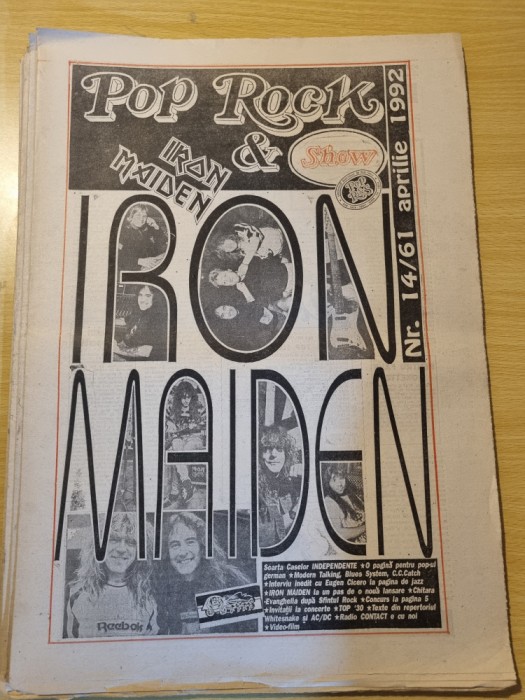 Pop Rock
&
Show
IRON
MAIDEN
Nr. 14/61 aprilie 1992
IRON
MAIDEN
Reebok
Soarta Caselor INDEPENDENTE ★O pagină pentru pop-ul
german ★Modern Talking, Blues System, C.C.Catch
★Interviu inedit cu Eugen Cicero la pagina de jazz
★IRON MAIDEN la un pas de o nouă lansare ★Chitara
-Evanghelia după Sfîntul Rock ★Concurs la pagina 5
★Invitaţii la concerte ★TOP '30 ★Texte din repertoriul
Whitesnake şi AC/DC ★Radio CONTACT e cu noi
★Video-film